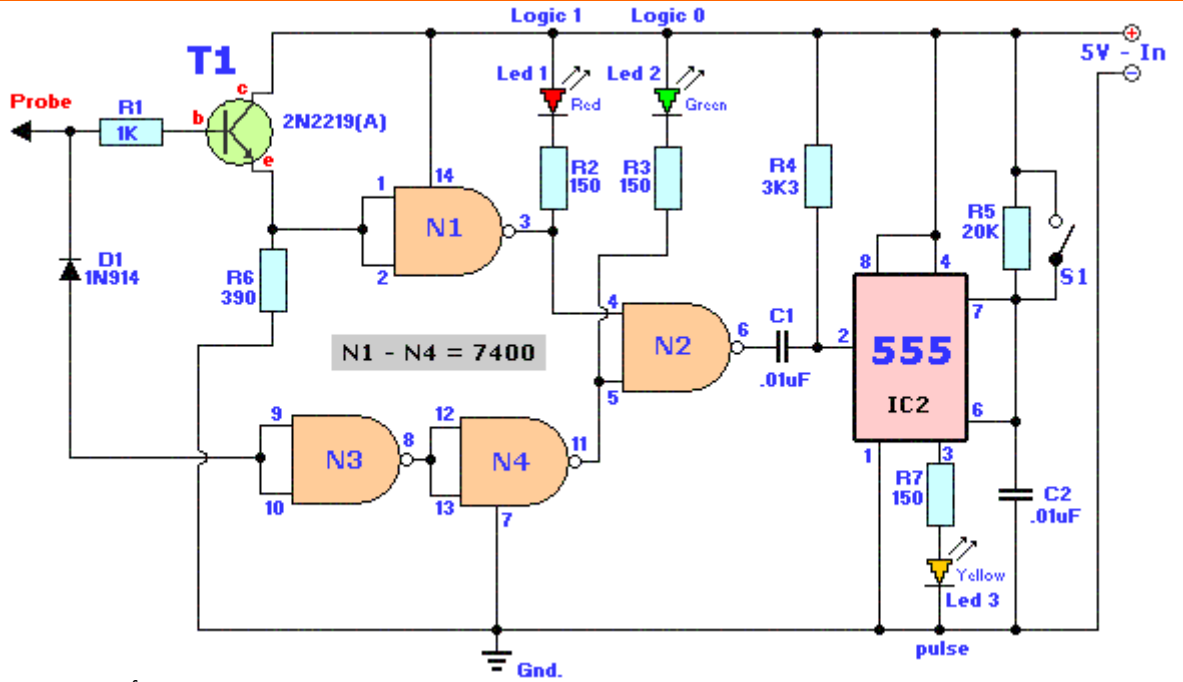 Logic 1 Logic 0
T1
5V - In
Led 1 Led 2
Red Green
Probe
R1
1K
c
b
e
2N2219(A)
R2
150
R3
150
R4
3K3
R5
20K
S1
14
1
2
N1
3
D1
1N914
R6
390
8 4
7
4
5
N2
6
C1
.01uF
2
555
IC2
6
1
3
N1 - N4 = 7400
9
10
N3
8
12
13
N4
11
7
R7
150
C2
.01uF
Yellow
Led 3
pulse
Gnd.